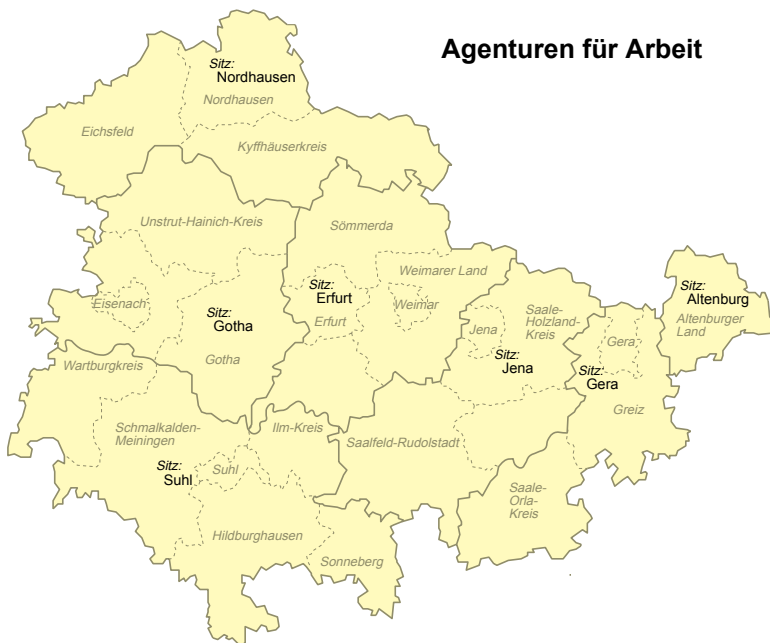 Agenturen für Arbeit
Sitz:
Nordhausen
Nordhausen
Eichsfeld
Kyffhäuserkreis
Unstrut-Hainich-Kreis
Sömmerda
Weimarer Land
Sitz:
Erfurt
Erfurt
Weimar
Eisenach
Sitz:
Gotha
Gotha
Sitz:
Altenburg
Altenburger
Land
Saale-
Holzland-
Kreis
Jena
Sitz:
Jena
Gera
Sitz:
Gera
Greiz
Wartburgkreis
Schmalkalden-
Meiningen
Ilm-Kreis
Saalfeld-Rudolstadt
Sitz:
Suhl
Suhl
Saale-
Orla-
Kreis
Hildburghausen
Sonneberg